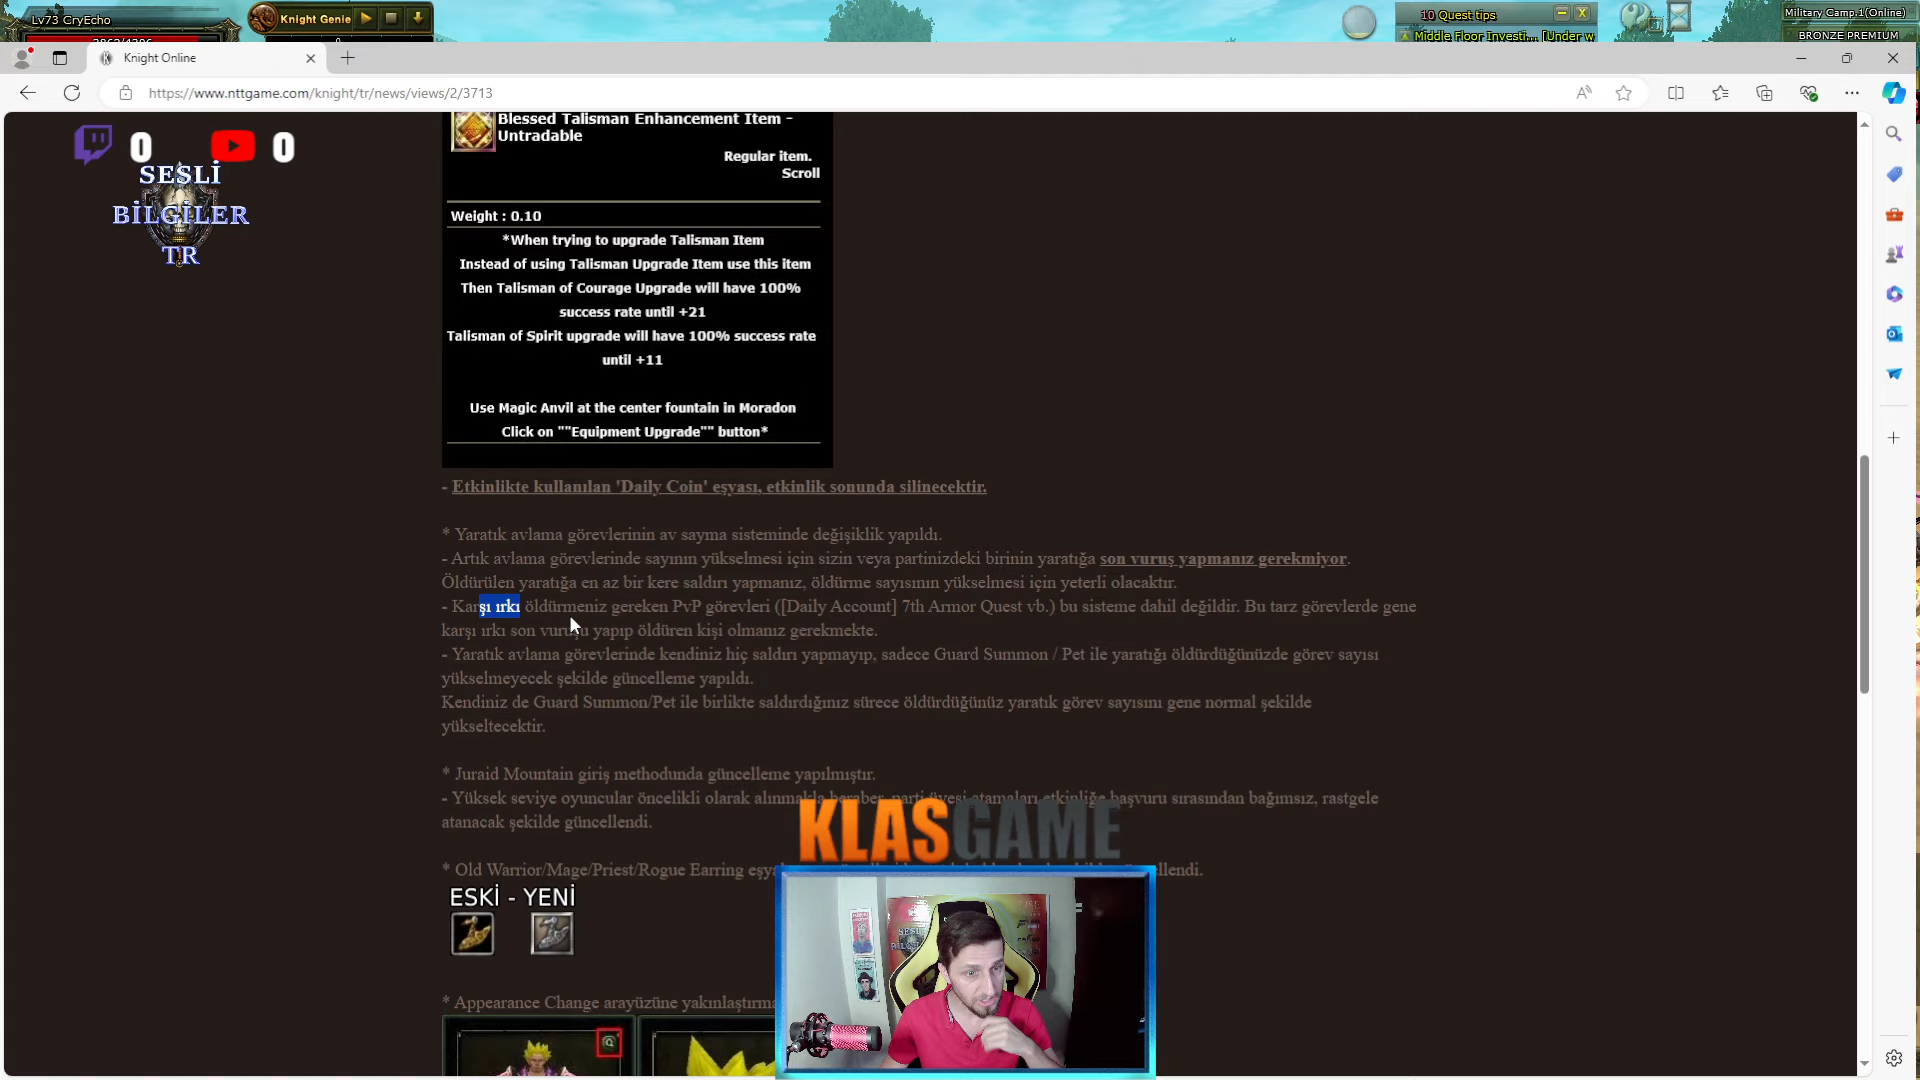 Lv73 CryEcho
Knight Genie
10 Quest tips
Middle Floor Investi... [Under w
Military Camp.1(Online)
BRONZE PREMIUM
Knight Online
https://www.nttgame.com/knight/tr/news/views/2/3713
0
0
SESLİ
BİLGİLER
TR
Blessed Talisman Enhancement Item -
Untradable
Regular item.
Scroll
Weight : 0.10
*When trying to upgrade Talisman Item
Instead of using Talisman Upgrade Item use this item
Then Talisman of Courage Upgrade will have 100%
success rate until +21
Talisman of Spirit upgrade will have 100% success rate
until +11
Use Magic Anvil at the center fountain in Moradon
Click on ""Equipment Upgrade"" button*
- Etkinlikte kullanılan 'Daily Coin' eşyası, etkinlik sonunda silinecektir.
* Yaratık avlama görevlerinin av sayma sisteminde değişiklik yapıldı.
- Artık avlama görevlerinde sayının yükselmesi için sizin veya partinizdeki birinin yaratığa son vuruş yapmanız gerekmiyor.
Öldürülen yaratığa en az bir kere saldırı yapmanız, öldürme sayısının yükselmesi için yeterli olacaktır.
- Karşı ırkı öldürmeniz gereken PvP görevleri ([Daily Account] 7th Armor Quest vb.) bu sisteme dahil değildir. Bu tarz görevlerde gene
karşı ırkı son vuruşu yapıp öldüren kişi olmanız gerekmekte.
- Yaratık avlama görevlerinde kendiniz hiç saldırı yapmayıp, sadece Guard Summon / Pet ile yaratığı öldürdüğünüzde görev sayısı
yükselmeyecek şekilde güncelleme yapıldı.
Kendiniz de Guard Summon/Pet ile birlikte saldırdığınız sürece öldürdüğünüz yaratık görev sayısını gene normal şekilde
yükseltecektir.
* Juraid Mountain giriş methodunda güncelleme yapılmıştır.
- Yüksek seviye oyuncular öncelikli olarak alınmakla beraber, parti üyesi atamaları etkinliğe başvuru sırasından bağımsız, rastgele
atanacak şekilde güncellendi.
KLASGAME
* Old Warrior/Mage/Priest/Rogue Earring
ESKİ - YENİ
* Appearance Change arayüzüne